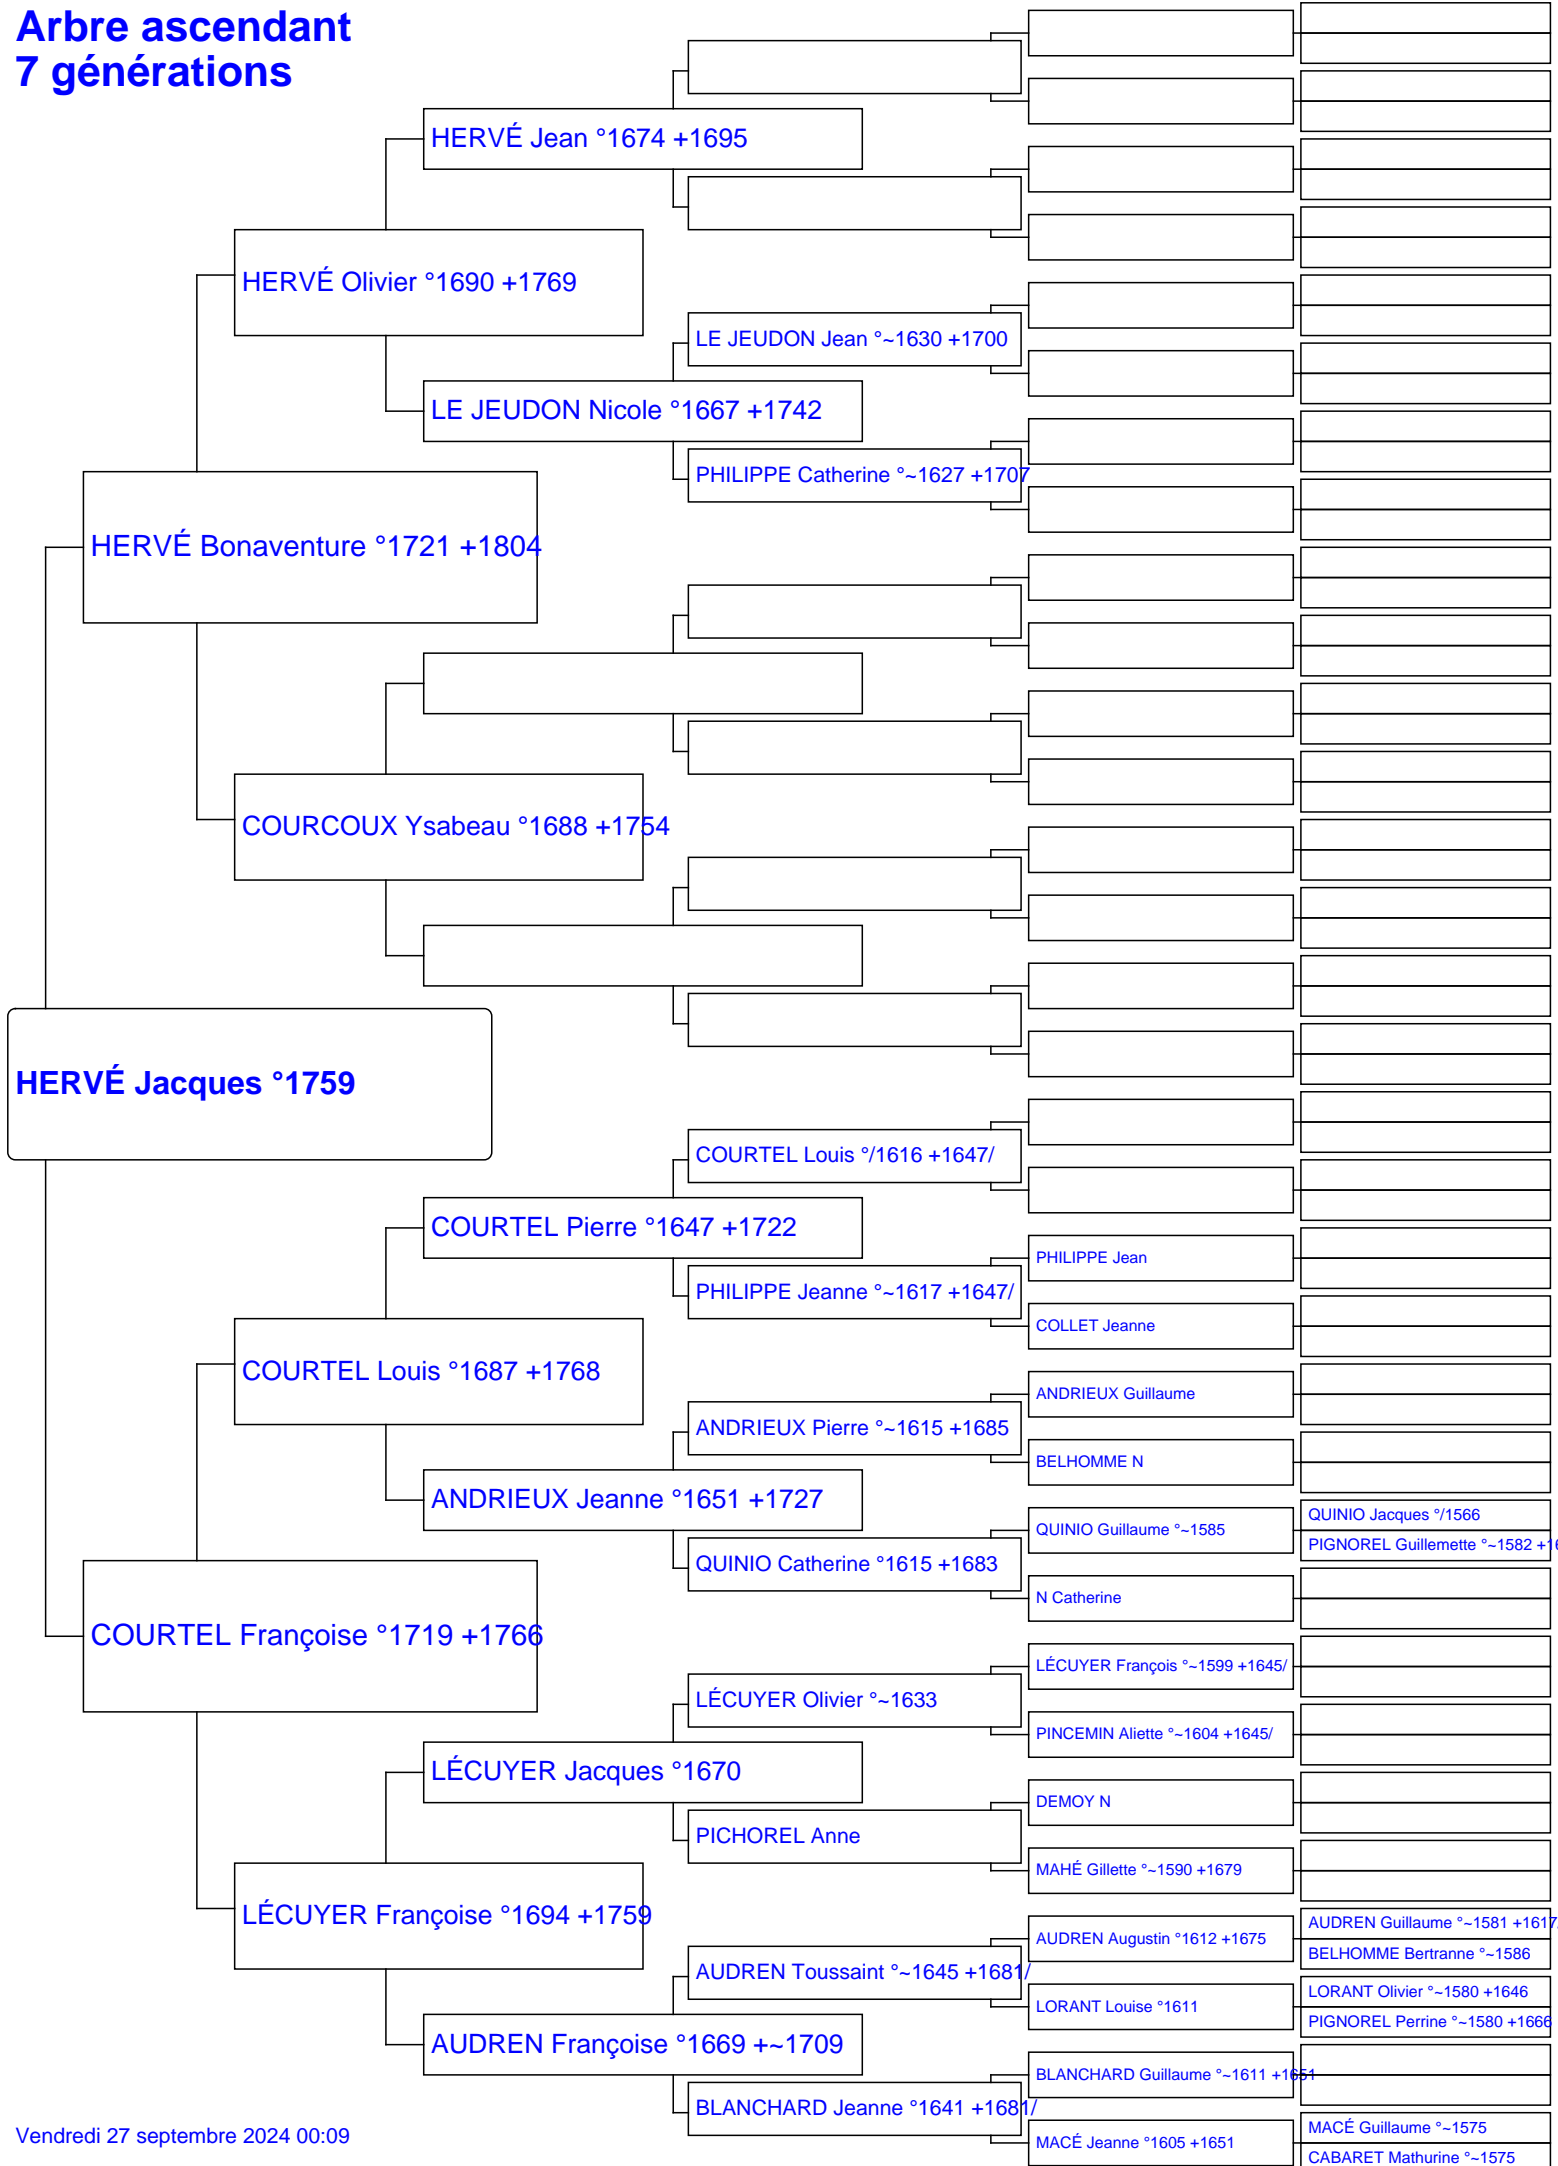 Arbre ascendant
7 générations
HERVÉ Jean °1674 +1695
HERVÉ Olivier °1690 +1769
LE JEUDON Jean °~1630 +1700
LE JEUDON Nicole °1667 +1742
PHILIPPE Catherine °~1627 +1707
HERVÉ Bonaventure °1721 +1804
COURCOUX Ysabeau °1688 +1754
HERVÉ Jacques °1759
COURTEL Louis °/1616 +1647/
COURTEL Pierre °1647 +1722
PHILIPPE Jean
PHILIPPE Jeanne °~1617 +1647/
COLLET Jeanne
COURTEL Louis °1687 +1768
ANDRIEUX Guillaume
ANDRIEUX Pierre °~1615 +1685
BELHOMME N
ANDRIEUX Jeanne °1651 +1727
QUINIO Jacques °/1566
QUINIO Guillaume °~1585
PIGNOREL Guillemette °~1582
QUINIO Catherine °1615 +1683
N Catherine
COURTEL Françoise °1719 +1766
LÉCUYER François °~1599 +1645/
LÉCUYER Olivier °~1633
PINCEMIN Aliette °~1604 +1645/
LÉCUYER Jacques °1670
DEMOY N
PICHOREL Anne
MAHÉ Gillette °~1590 +1679
LÉCUYER Françoise °1694 +1759
AUDREN Guillaume °~1581 +1617/
AUDREN Augustin °1612 +1675
BELHOMME Bertranne °~1586
AUDREN Toussaint °~1645 +1681/
LORANT Olivier °~1580 +1646
LORANT Louise °1611
PIGNOREL Perrine °~1580 +1666
AUDREN Françoise °1669 +~1709
BLANCHARD Guillaume °~1611 +1651
BLANCHARD Jeanne °1641 +1681/
MACÉ Guillaume °~1575
MACÉ Jeanne °1605 +1651
CABARET Mathurine °~1575
Vendredi 27 septembre 2024 00:09